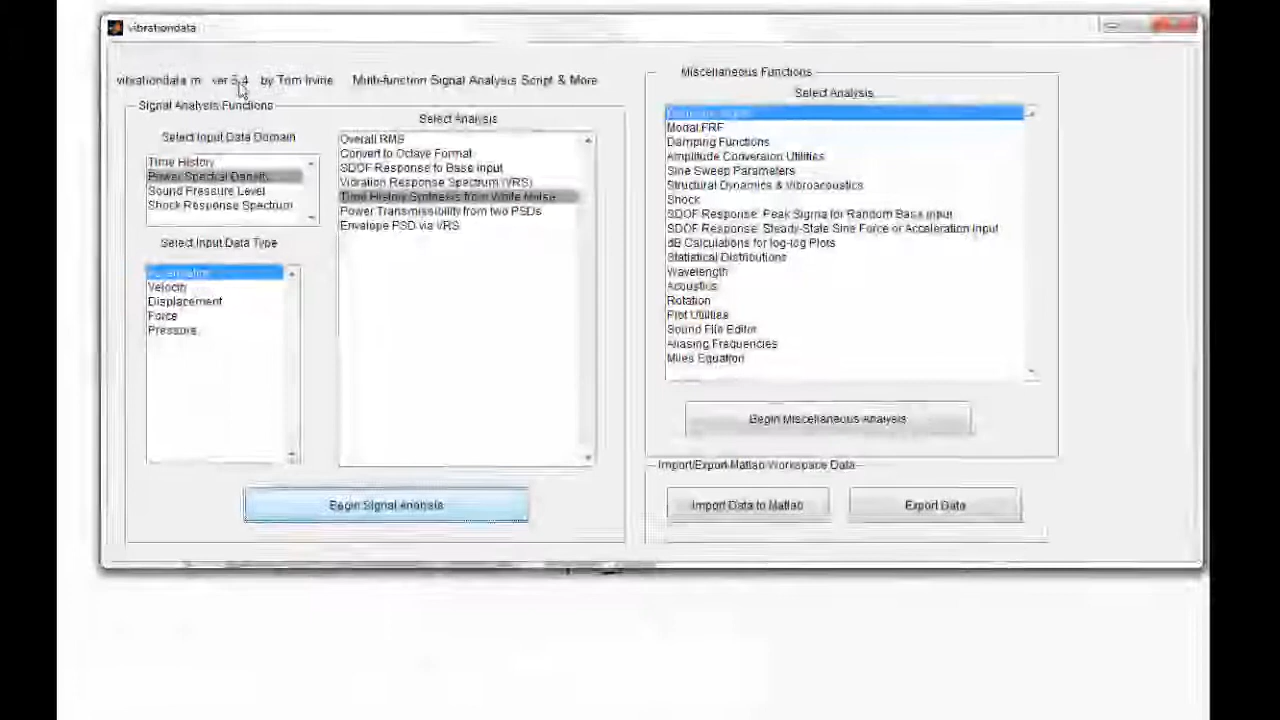 vibrationdata
vibrationdata m ver 5.4 by Tom Irvine Multi-function Signal Analysis Script & More
Signal Analysis Functions
Select Input Data Domain
Time History
Power Spectral Density
Sound Pressure Level
Shock Response Spectrum
Select Input Data Type
Velocity
Displacement
Force
Pressure
Select Analysis
Overall RMS
Convert to Octave Format
SDOF Response to Base Input
Vibration Response Spectrum (VRS)
Time History Synthesis from White Noise
Power Transmissibility from two PSDs
Envelope PSD via VRS
Begin Signal Analysis
Miscellaneous Functions
Select Analysis
Modal FRF
Damping Functions
Amplitude Conversion Utilities
Sine Sweep Parameters
Structural Dynamics & Vibroacoustics
Shock
SDOF Response: Peak Sigma for Random Base Input
SDOF Response: Steady-State Sine Force or Acceleration Input
dB Calculations for log-log Plots
Statistical Distributions
Wavelength
Acoustics
Rotation
Plot Utilities
Sound File Editor
Aliasing Frequencies
Miles Equation
Begin Miscellaneous Analysis
Import/Export Matlab Workspace Data
Import Data to Matlab
Export Data